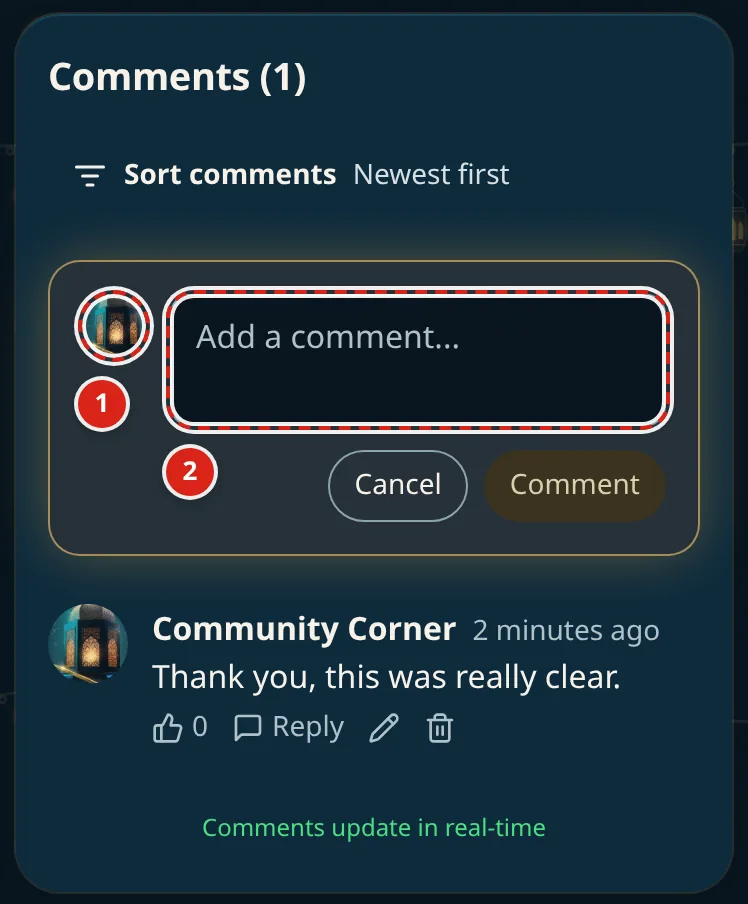 Comments (1)
Sort comments Newest first
Add a comment...
1
2
Cancel Comment
Community Corner 2 minutes ago
Thank you, this was really clear.
0 Reply
Comments update in real-time